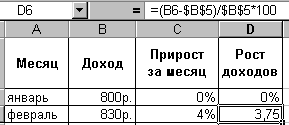 D6 = =(B6-$B$5)/$B$5*100
A B C D
Месяц Доход Прирост за месяц Рост доходов
январь 800р. 0% 0%
февраль 830р. 4% 3,75